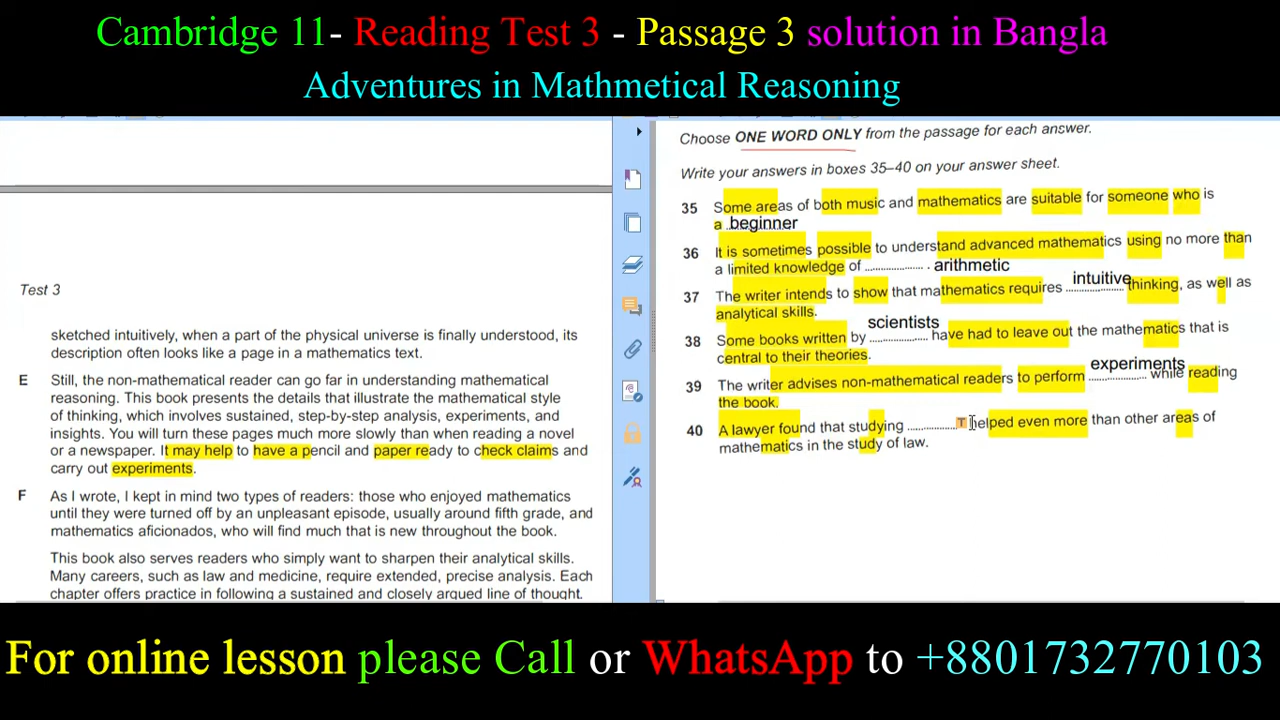 Cambridge 11- Reading Test 3 - Passage 3 solution in Bangla
Adventures in Mathmetical Reasoning
Test 3
sketched intuitively, when a part of the physical universe is finally understood, its
description often looks like a page in a mathematics text.
E Still, the non-mathematical reader can go far in understanding mathematical
reasoning. This book presents the details that illustrate the mathematical style
of thinking, which involves sustained, step-by-step analysis, experiments, and
insights. You will turn these pages much more slowly than when reading a novel
or a newspaper. It may help to have a pencil and paper ready to check claims and
carry out experiments.
F As I wrote, I kept in mind two types of readers: those who enjoyed mathematics
until they were turned off by an unpleasant episode, usually around fifth grade, and
mathematics aficionados, who will find much that is new throughout the book.
This book also serves readers who simply want to sharpen their analytical skills.
Many careers, such as law and medicine, require extended, precise analysis. Each
chapter offers practice in following a sustained and closely argued line of thought.
Choose ONE WORD ONLY from the passage for each answer.
Write your answers in boxes 35–40 on your answer sheet.
35 Some areas of both music and mathematics are suitable for someone who is
a .................... beginner
36 It is sometimes possible to understand advanced mathematics using no more than
a limited knowledge of .................... . arithmetic
37 The writer intends to show that mathematics requires .................... intuitive thinking, as well as
analytical skills.
38 Some books written by .................... scientists have had to leave out the mathematics that is
central to their theories.
39 The writer advises non-mathematical readers to perform .................... experiments while reading
the book.
40 A lawyer found that studying .................... helped even more than other areas of
mathematics in the study of law.
For online lesson please Call or WhatsApp to +8801732770103